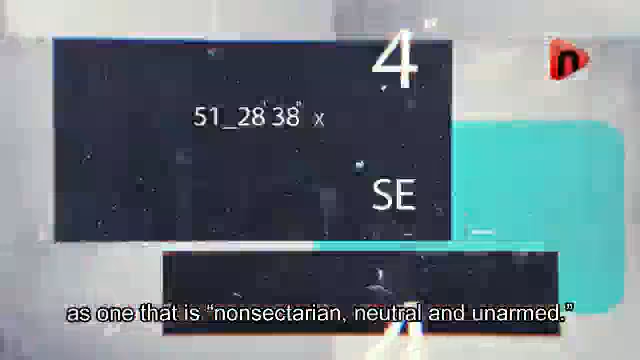 4
51_28' 38" x
SE
n
as one that is “nonsectarian, neutral and unarmed.”